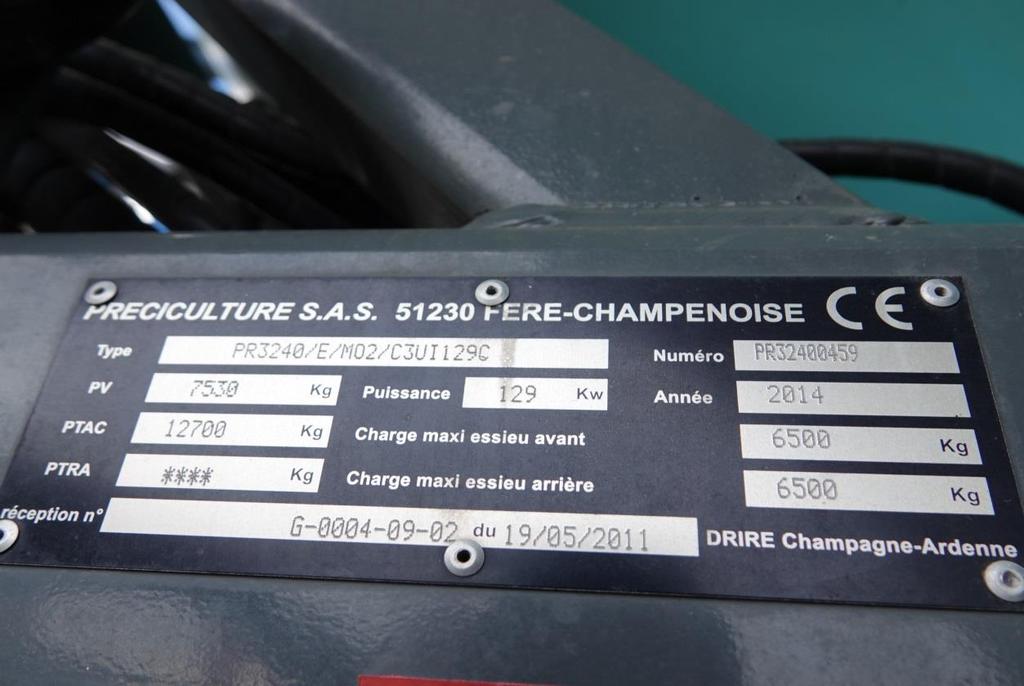 PRECICULTURE S.A.S. 51230 FERE-CHAMPENOISE CE
Type PR3240/E/M02/C3UI129C Numéro PR32400459
PV 7530 Kg Puissance 129 Kw Année 2014
PTAC 12700 Kg Charge maxi essieu avant 6500 Kg
PTRA **** Kg Charge maxi essieu arrière 6500 Kg
réception n° G-0004-09-02 du 19/05/2011 DRIRE Champagne-Ardenne